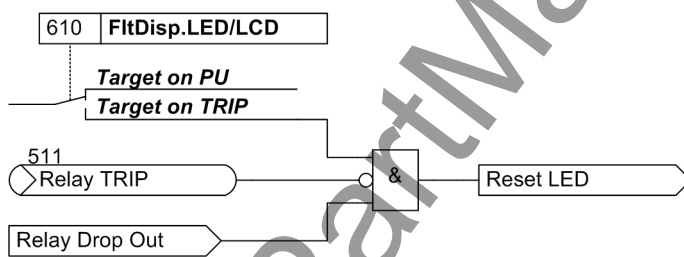 610 FltDisp.LED/LCD
Target on PU
Target on TRIP
511
Relay TRIP
&
Reset LED
Relay Drop Out